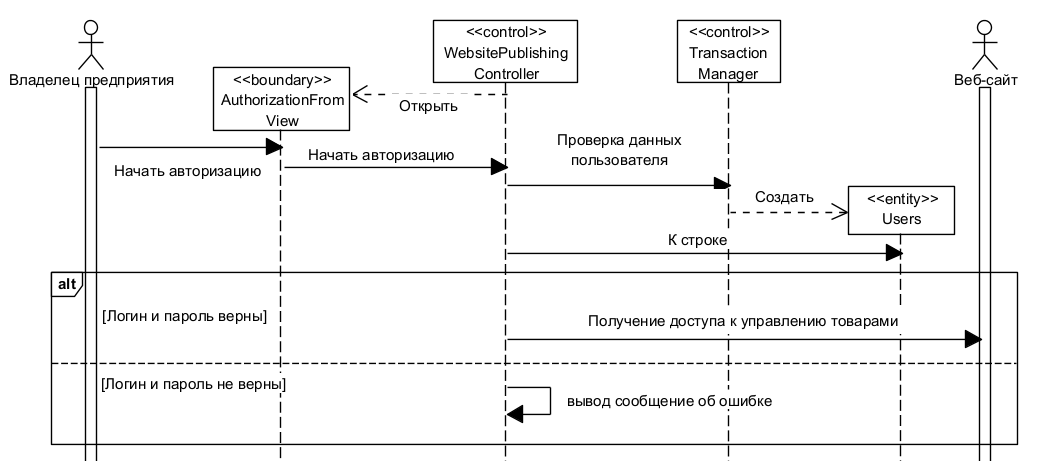 <<control>>
WebsitePublishing
Controller
<<control>>
Transaction
Manager
Владелец предприятия
<<boundary>>
AuthorizationFrom
View
Веб-сайт
Открыть
Начать авторизацию
Начать авторизацию
Проверка данных
пользователя
Создать
<<entity>>
Users
К строке
alt
[Логин и пароль верны]
Получение доступа к управлению товарами
[Логин и пароль не верны]
вывод сообщение об ошибке